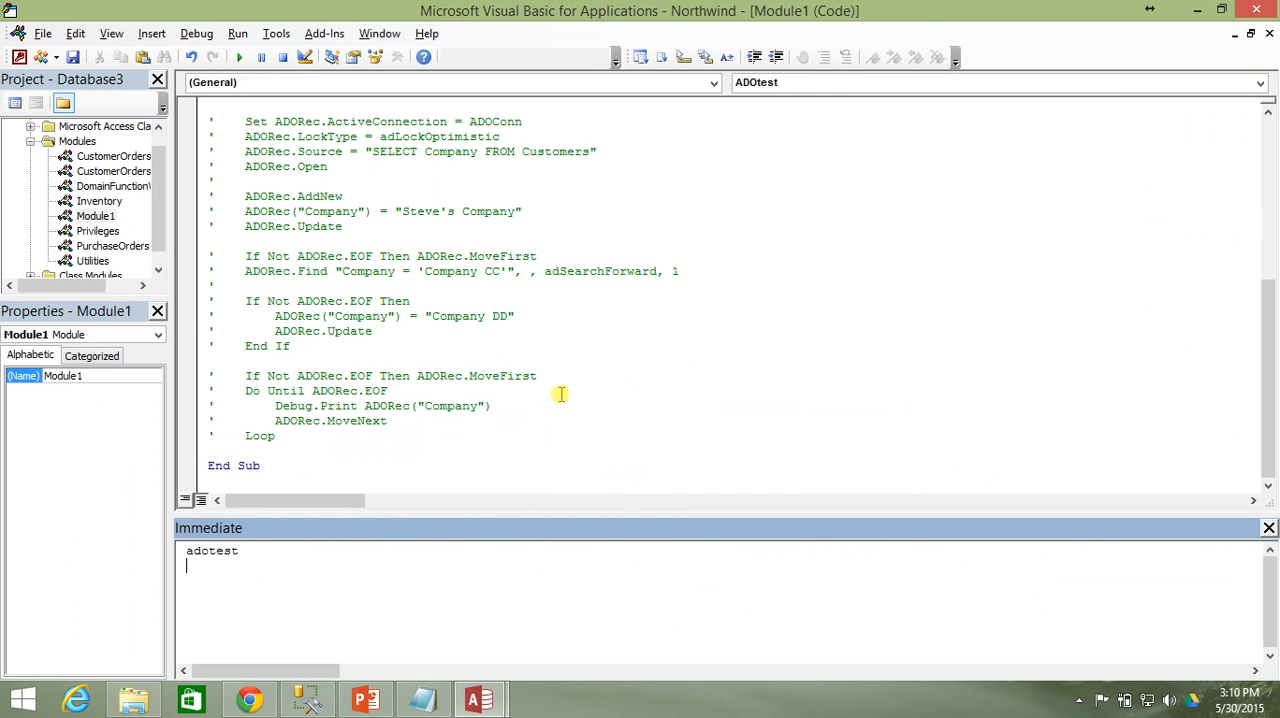 Microsoft Visual Basic for Applications - Northwind - [Module1 (Code)]
File Edit View Insert Format Debug Run Tools Add-Ins Window Help
Project - Database3
(General)
ADOtest
Microsoft Access Cla
Modules
CustomerOrders
CustomerOrders
DomainFunction
Inventory
Module1
Privileges
PurchaseOrders
Utilities
Class Modules
Properties - Module1
Module1 Module
Alphabetic Categorized
(Name) Module1
' Set ADORec.ActiveConnection = ADOConn
' ADORec.LockType = adLockOptimistic
' ADORec.Source = "SELECT Company FROM Customers"
' ADORec.Open
'
' ADORec.AddNew
' ADORec("Company") = "Steve's Company"
' ADORec.Update
' If Not ADORec.EOF Then ADORec.MoveFirst
' ADORec.Find "Company = 'Company CC'", , adSearchForward, 1
'
' If Not ADORec.EOF Then
' ADORec("Company") = "Company DD"
' ADORec.Update
' End If
' If Not ADORec.EOF Then ADORec.MoveFirst
' Do Until ADORec.EOF
' Debug.Print ADORec("Company")
' ADORec.MoveNext
' Loop
End Sub
Immediate
adotest
3:10 PM
5/30/2015